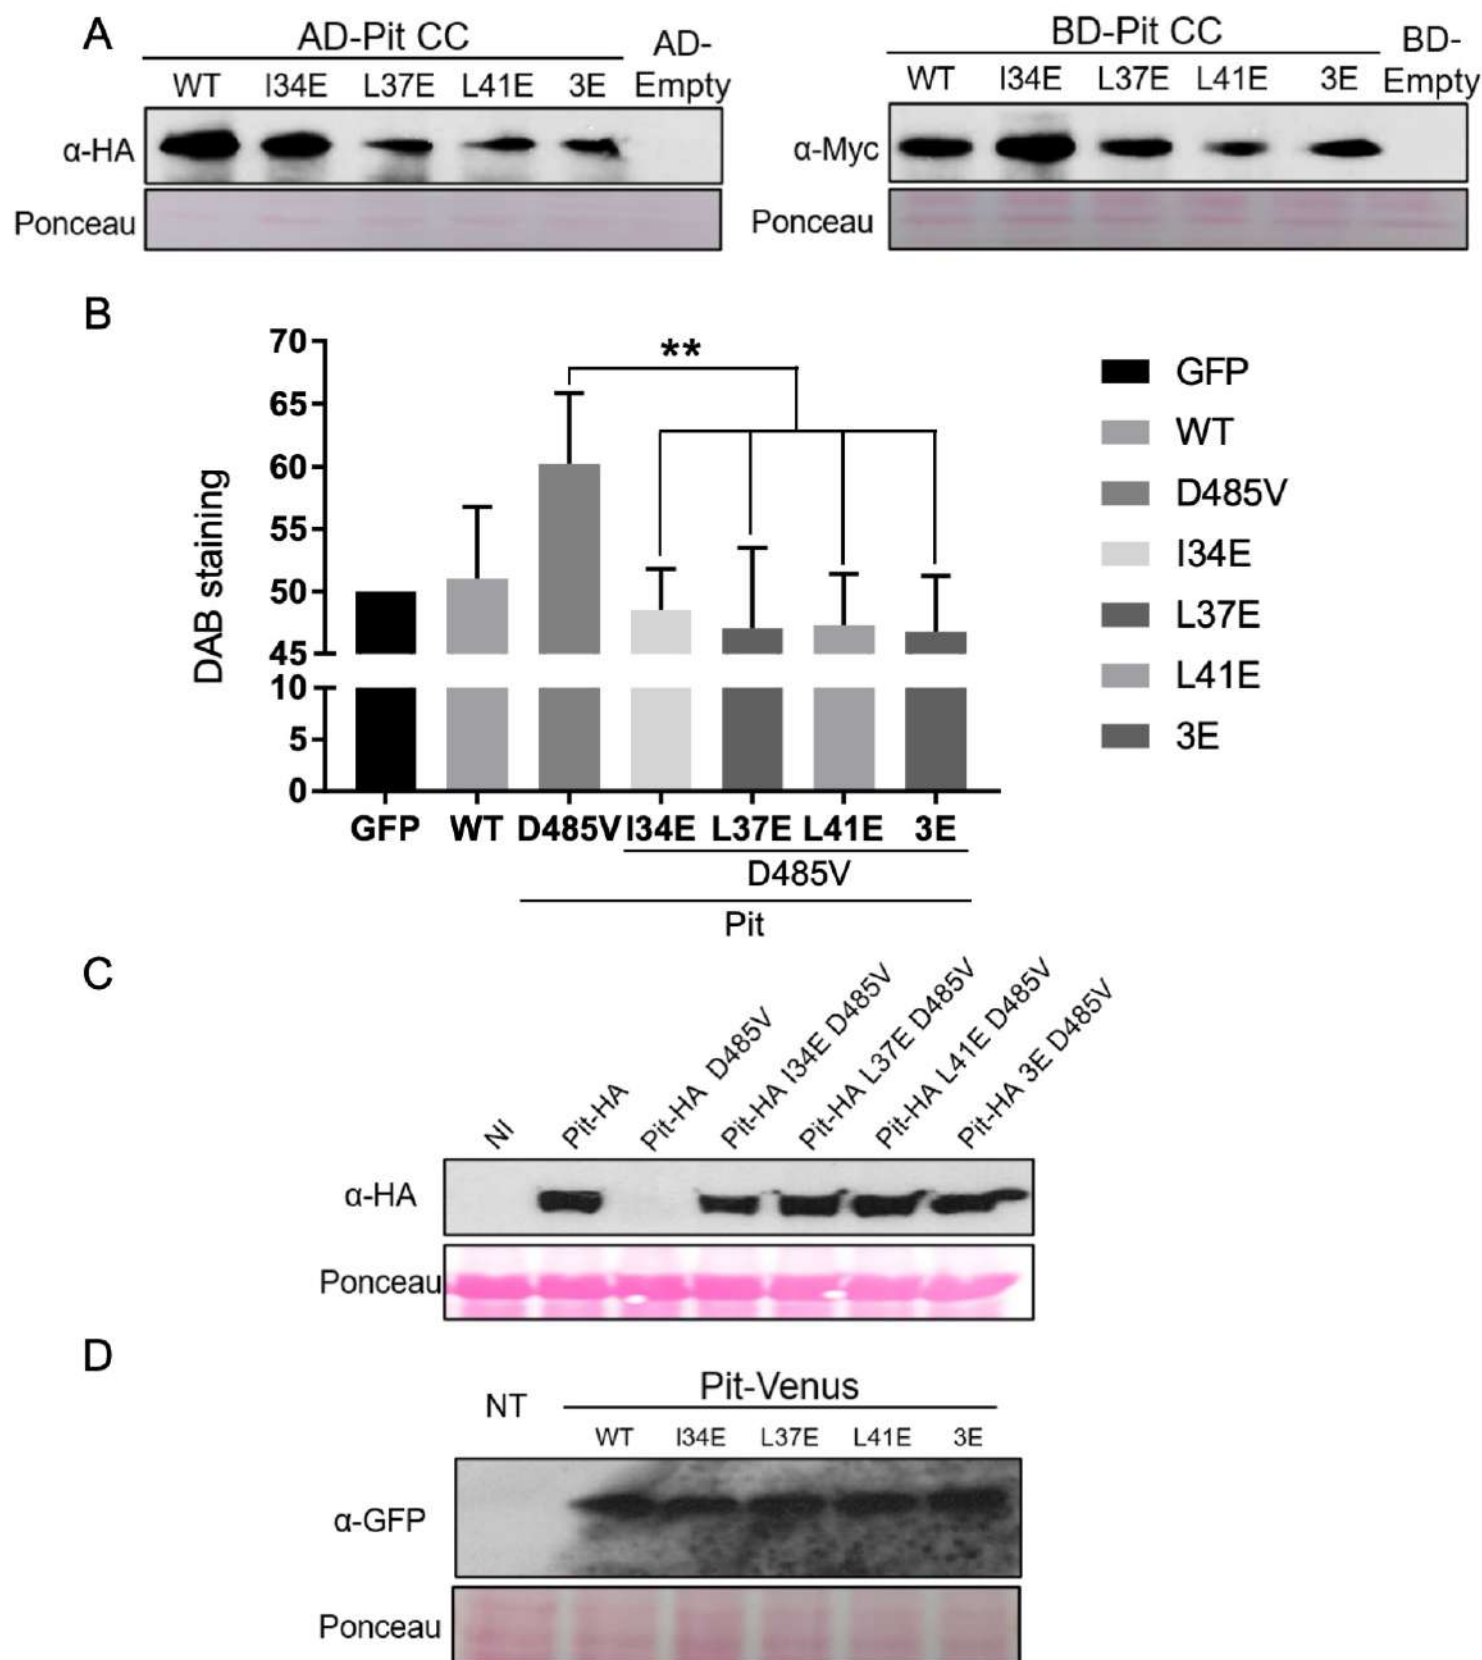 A
AD-Pit CC
AD-
Empty
WT I34E L37E L41E 3E
α-HA
Ponceau
BD-Pit CC
BD-
Empty
WT I34E L37E L41E 3E
α-Myc
Ponceau
B
DAB staining
70
65
60
55
50
45
10
5
0
**
GFP WT D485V I34E L37E L41E 3E
D485V
Pit
GFP
WT
D485V
I34E
L37E
L41E
3E
C
NI
Pit-HA
Pit-HA D485V
Pit-HA I34E D485V
Pit-HA L37E D485V
Pit-HA L41E D485V
Pit-HA 3E D485V
α-HA
Ponceau
D
NT
Pit-Venus
WT I34E L37E L41E 3E
α-GFP
Ponceau